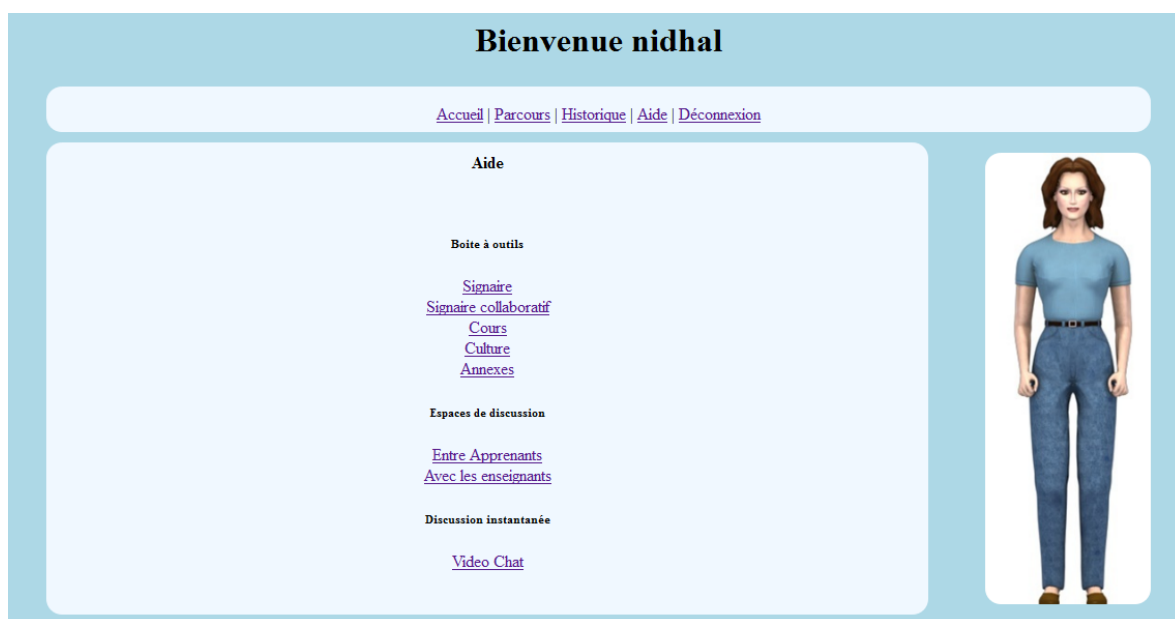 Bienvenue nidhal
Accueil | Parcours | Historique | Aide | Déconnexion
Aide
Boite à outils
Signaire
Signaire collaboratif
Cours
Culture
Annexes
Espaces de discussion
Entre Apprenants
Avec les enseignants
Discussion instantanée
Video Chat